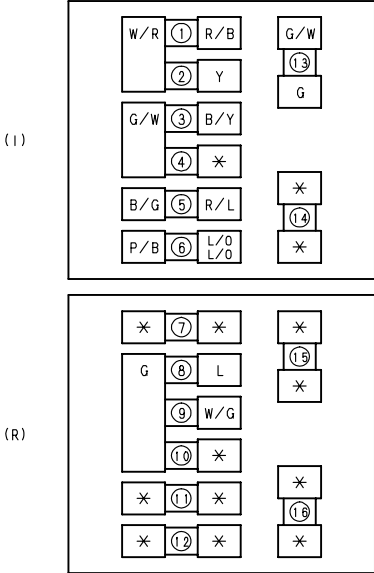 W/R ① R/B G/W
② Y ⑬
G
G/W ③ B/Y
(I)
④ *
*
B/G ⑤ R/L ⑭
P/B ⑥ L/O *
L/O
* ⑦ * *
⑮
G ⑧ L *
⑨ W/G
(R)
⑩ *
*
* ⑪ * ⑯
* ⑫ * *